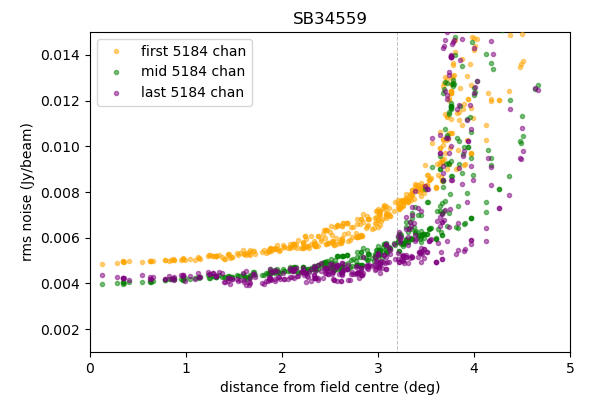 SB34559
first 5184 chan
mid 5184 chan
last 5184 chan
0.014
0.012
0.010
0.008
0.006
0.004
0.002
rms noise (Jy/beam)
0 1 2 3 4 5
distance from field centre (deg)